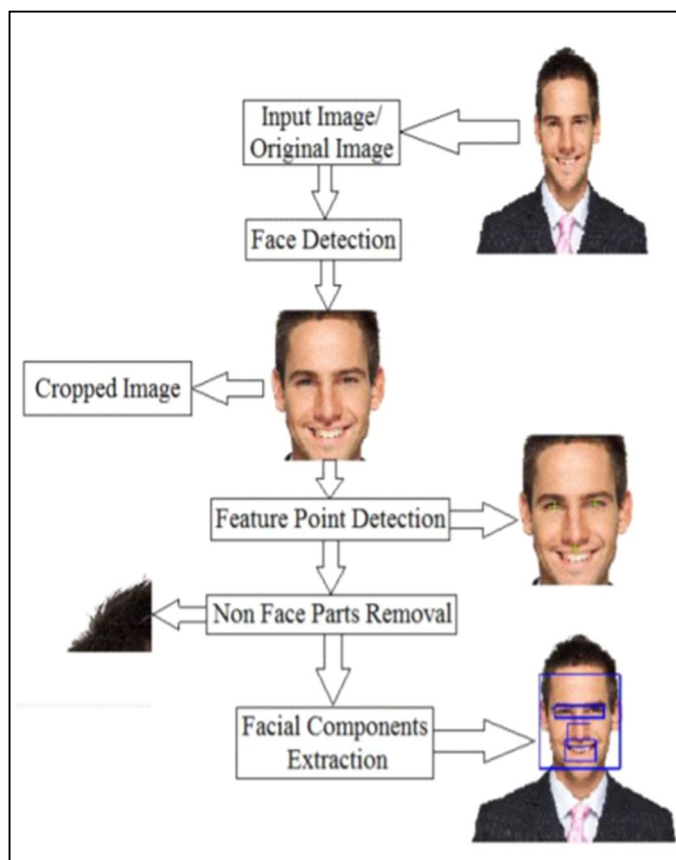 Input Image/
Original Image
Face Detection
Cropped Image
Feature Point Detection
Non Face Parts Removal
Facial Components
Extraction